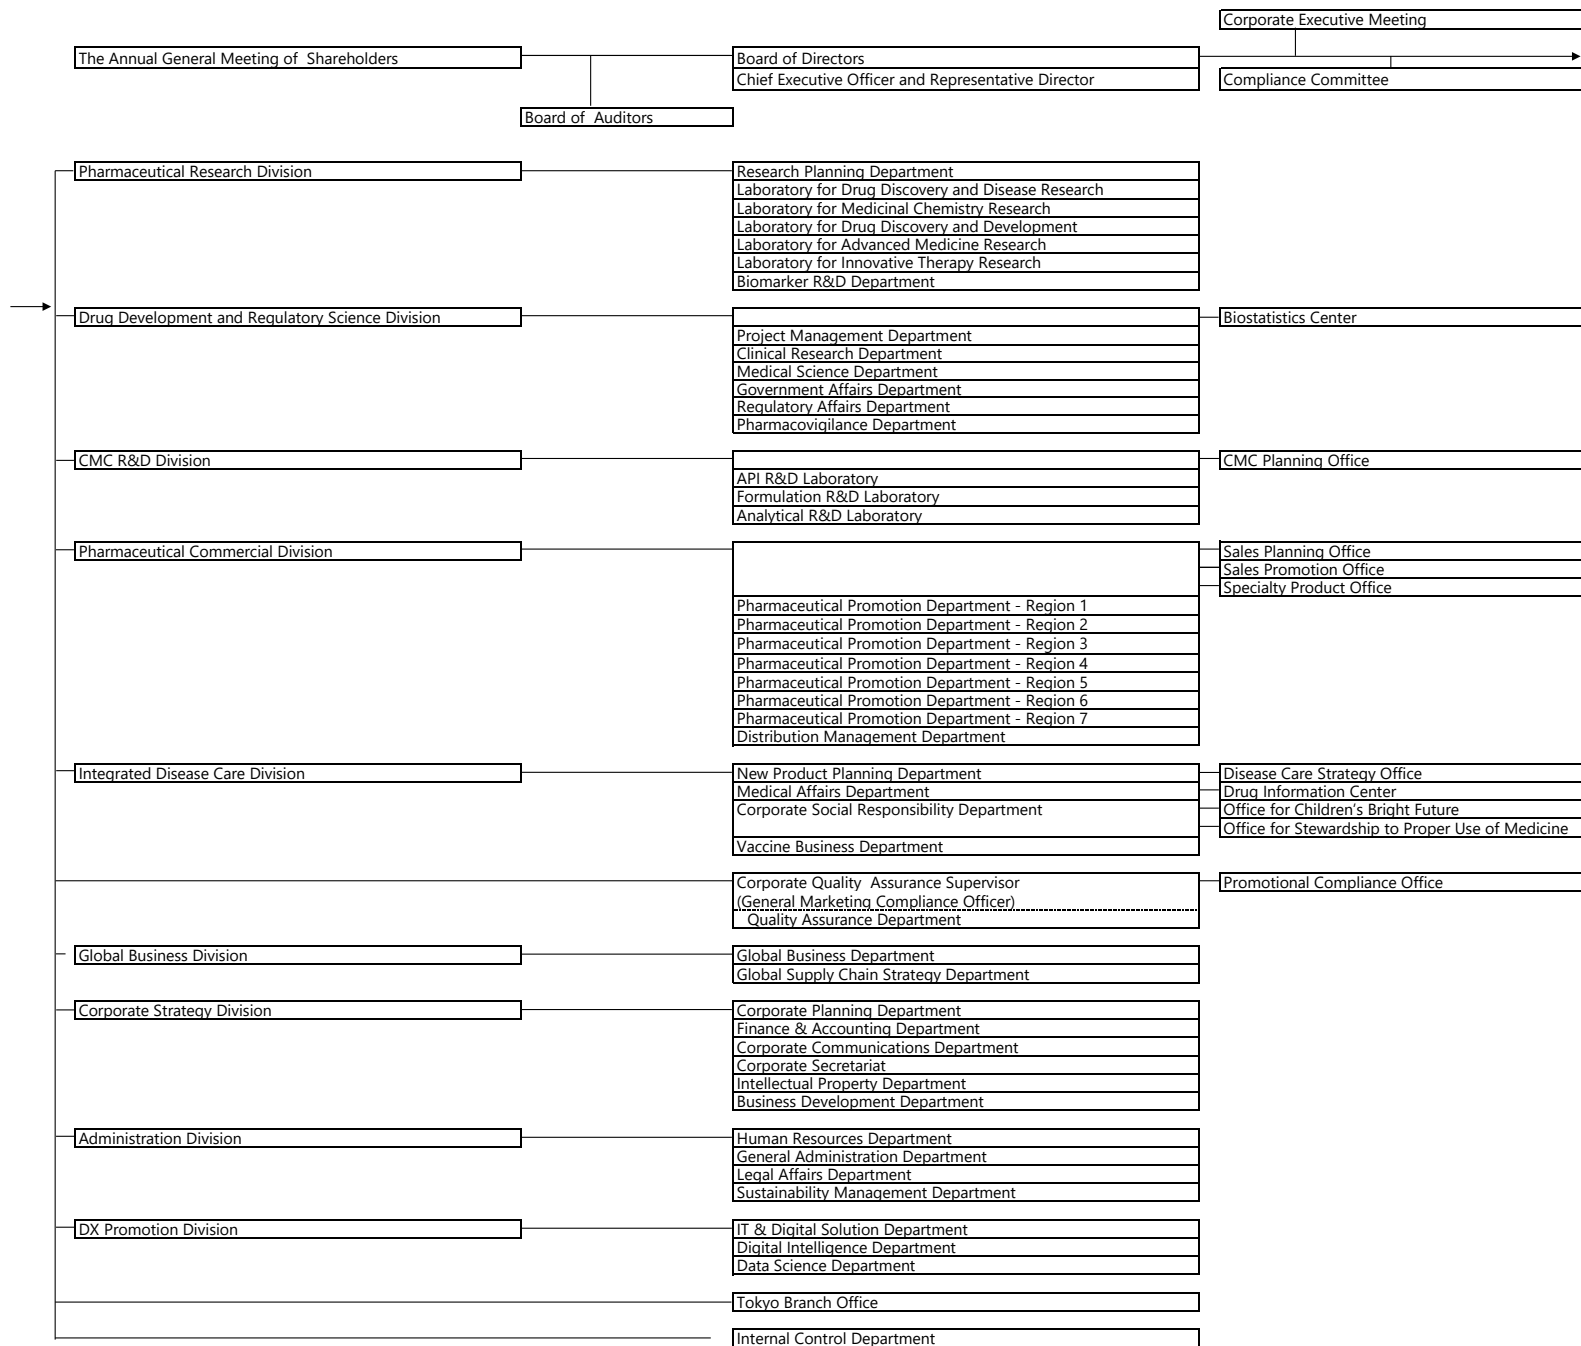 Corporate Executive Meeting
The Annual General Meeting of  Shareholders
Board of Directors
Chief Executive Officer and Representative Director
Compliance Committee
Board of  Auditors
Pharmaceutical Research Division
Research Planning Department
Laboratory for Drug Discovery and Disease Research
Laboratory for Medicinal Chemistry Research
Laboratory for Drug Discovery and Development
Laboratory for Advanced Medicine Research
Laboratory for Innovative Therapy Research
Biomarker R&D Department
Drug Development and Regulatory Science Division
Biostatistics Center
Project Management Department
Clinical Research Department
Medical Science Department
Government Affairs Department
Regulatory Affairs Department
Pharmacovigilance Department
CMC R&D Division
CMC Planning Office
API R&D Laboratory
Formulation R&D Laboratory
Analytical R&D Laboratory
Pharmaceutical Commercial Division
Sales Planning Office
Sales Promotion Office
Specialty Product Office
Pharmaceutical Promotion Department - Region 1
Pharmaceutical Promotion Department - Region 2
Pharmaceutical Promotion Department - Region 3
Pharmaceutical Promotion Department - Region 4
Pharmaceutical Promotion Department - Region 5
Pharmaceutical Promotion Department - Region 6
Pharmaceutical Promotion Department - Region 7
Distribution Management Department
Integrated Disease Care Division
New Product Planning Department
Disease Care Strategy Office
Medical Affairs Department
Drug Information Center
Corporate Social Responsibility Department
Office for Children's Bright Future
Office for Stewardship to Proper Use of Medicine
Vaccine Business Department
Corporate Quality  Assurance Supervisor
Promotional Compliance Office
(General Marketing Compliance Officer)
Quality Assurance Department
Global Business Division
Global Business Department
Global Supply Chain Strategy Department
Corporate Strategy Division
Corporate Planning Department
Finance & Accounting Department
Corporate Communications Department
Corporate Secretariat
Intellectual Property Department
Business Development Department
Administration Division
Human Resources Department
General Administration Department
Legal Affairs Department
Sustainability Management Department
DX Promotion Division
IT & Digital Solution Department
Digital Intelligence Department
Data Science Department
Tokyo Branch Office
Internal Control Department